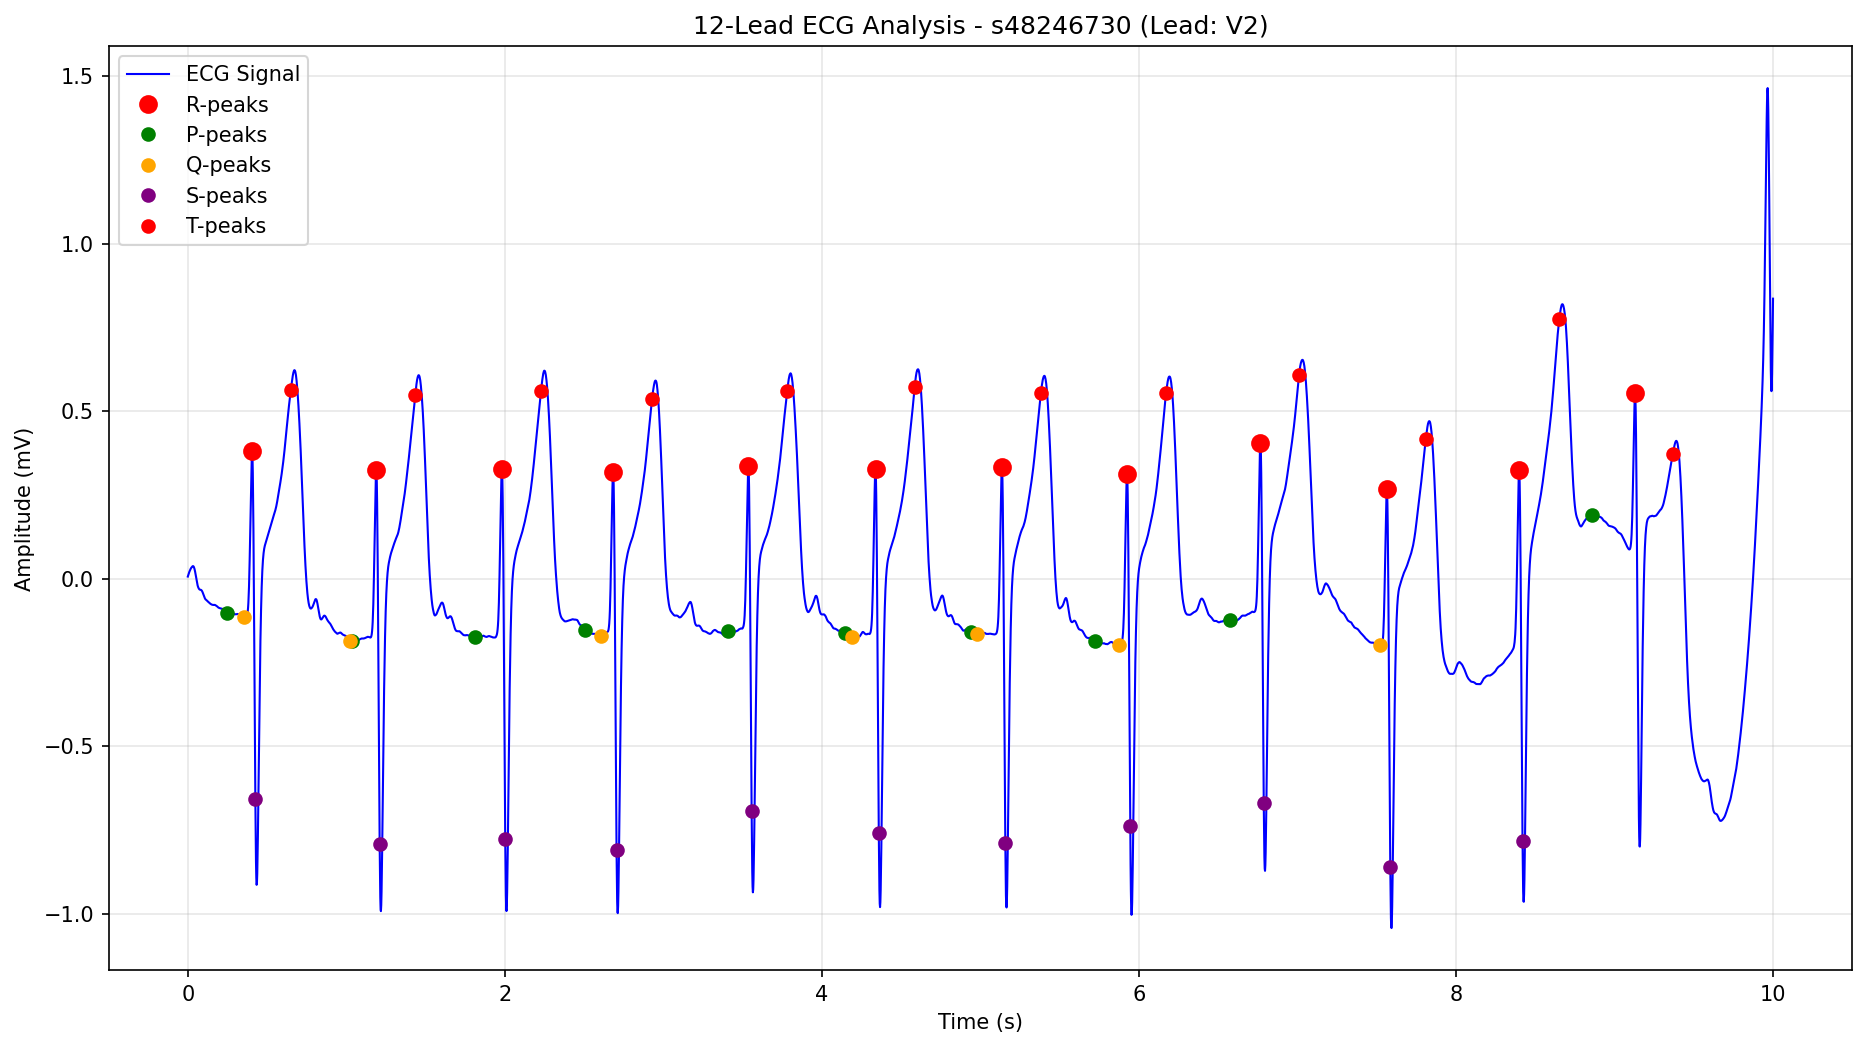 12-Lead ECG Analysis - s48246730 (Lead: V2)
ECG Signal
R-peaks
P-peaks
Q-peaks
S-peaks
T-peaks
Amplitude (mV)
1.5
1.0
0.5
0.0
−0.5
−1.0
0 2 4 6 8 10
Time (s)